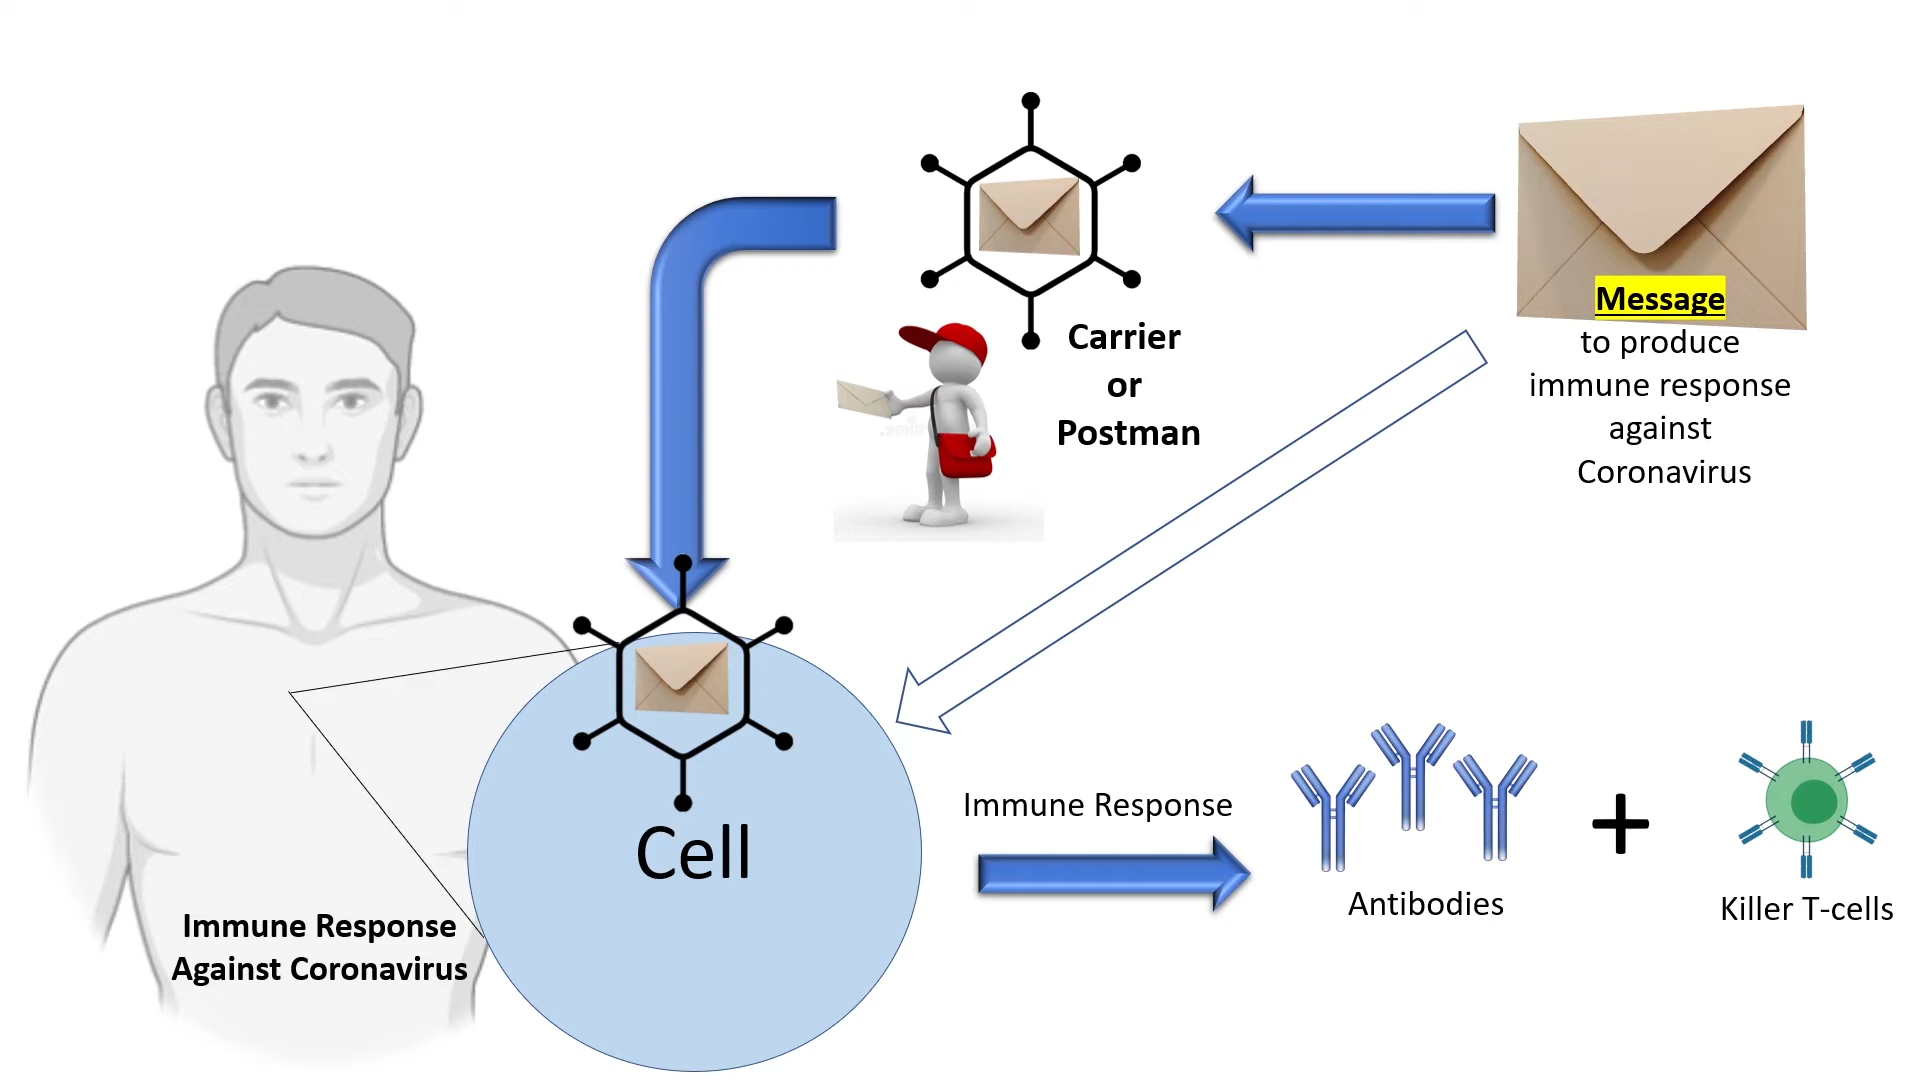 Message
to produce
immune response
against
Coronavirus
Carrier
or
Postman
Cell
Immune Response
Antibodies
+
Killer T-cells
Immune Response
Against Coronavirus